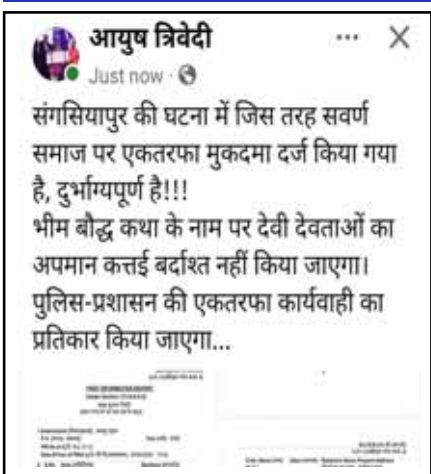 आयुष त्रिवेदी
Just now
संगसियापुर की घटना में जिस तरह सवर्ण
समाज पर एकतरफा मुकदमा दर्ज किया गया
है, दुर्भाग्यपूर्ण है!!!
भीम बौद्ध कथा के नाम पर देवी देवताओं का
अपमान कत्तई बर्दाश्त नहीं किया जाएगा।
पुलिस-प्रशासन की एकतरफा कार्यवाही का
प्रतिकार किया जाएगा...